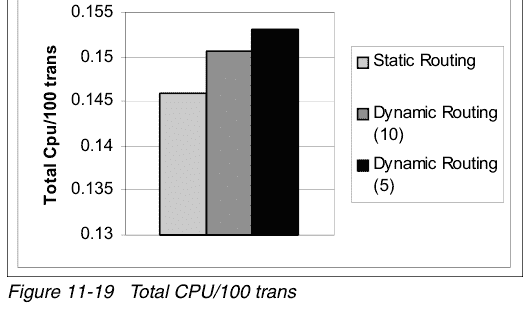 0.155
0.15
0.145
0.14
0.135
0.13
Total Cpu/100 trans
Static Routing
Dynamic Routing
(10)
Dynamic Routing
(5)
Figure 11-19 Total CPU/100 trans